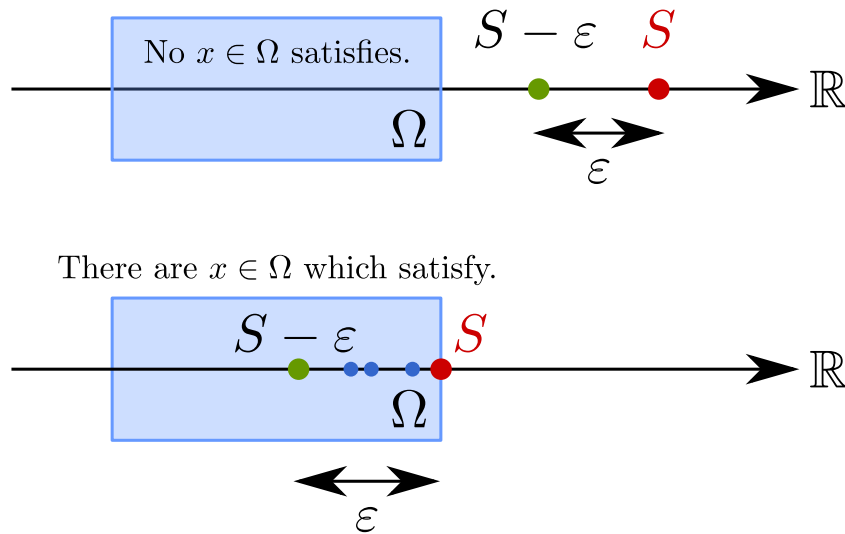 No x ∈ Ω satisfies.
S − ε S
ℝ
Ω
ε
There are x ∈ Ω which satisfy.
S − ε S
ℝ
Ω
ε